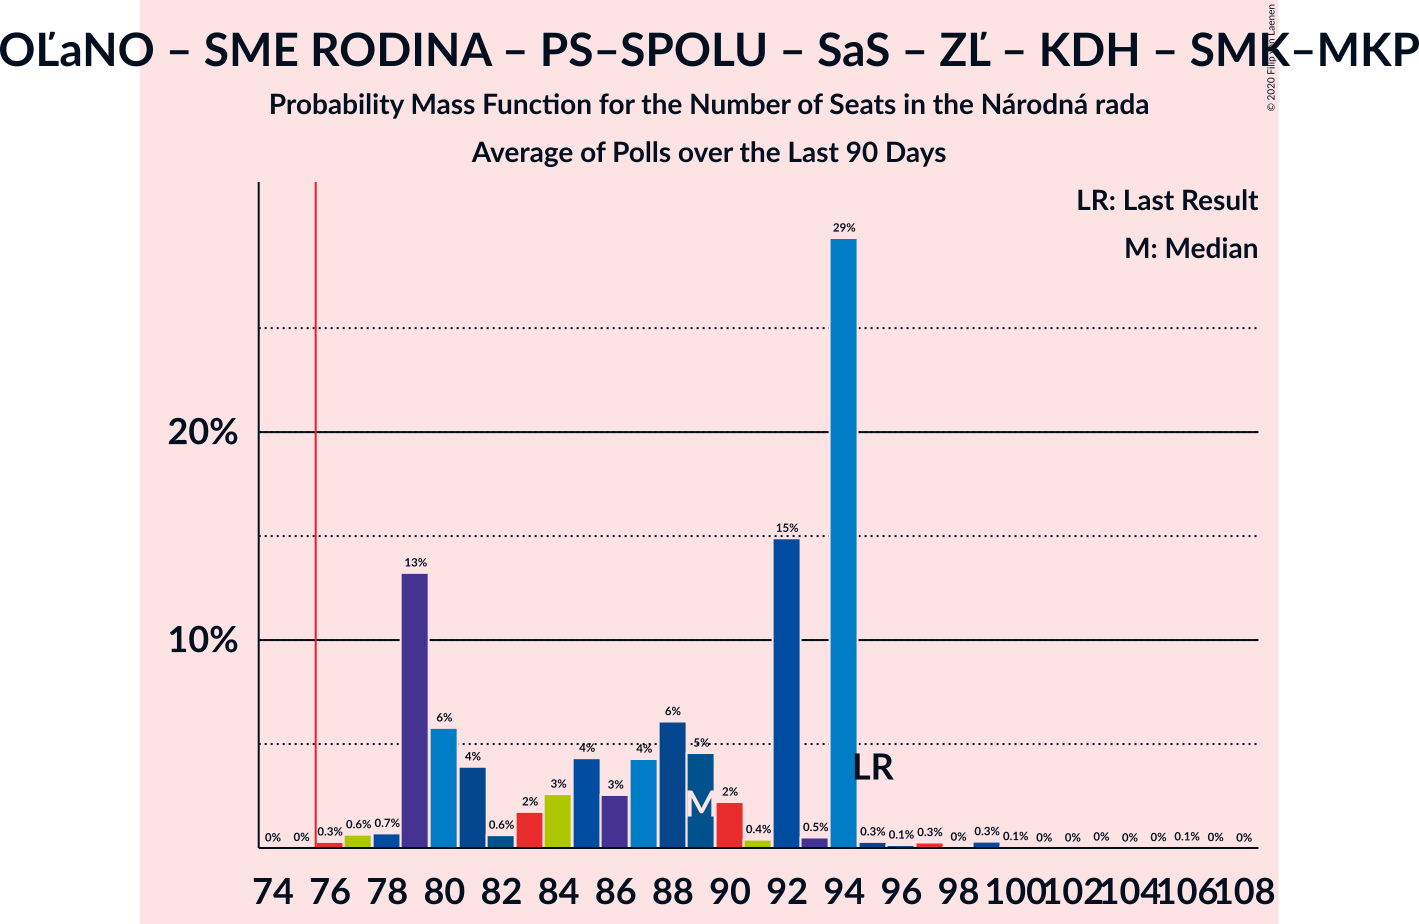 OĽaNO – SME RODINA – PS–SPOLU – SaS – ZĽ – KDH – SMK–MKP
Probability Mass Function for the Number of Seats in the Národná rada
Average of Polls over the Last 90 Days
© 2020 Filip van Laenen
LR: Last Result
M: Median
20%
10%
0% 0% 0.3% 0.6% 0.7% 13% 6% 4% 0.6% 2% 3% 4% 3% 4% 6% 5% 2% 0.4% 15% 0.5% 29% 0.3% 0.1% 0.3% 0% 0.3% 0.1% 0% 0% 0% 0% 0% 0.1% 0% 0%
M
LR
74 76 78 80 82 84 86 88 90 92 94 96 98 100 102 104 106 108